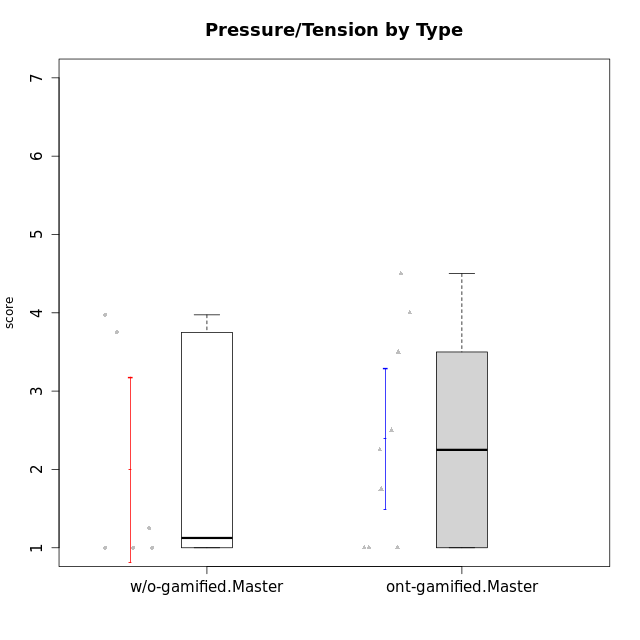 Pressure/Tension by Type
7
6
5
4
3
2
1
score
w/o-gamified.Master
ont-gamified.Master